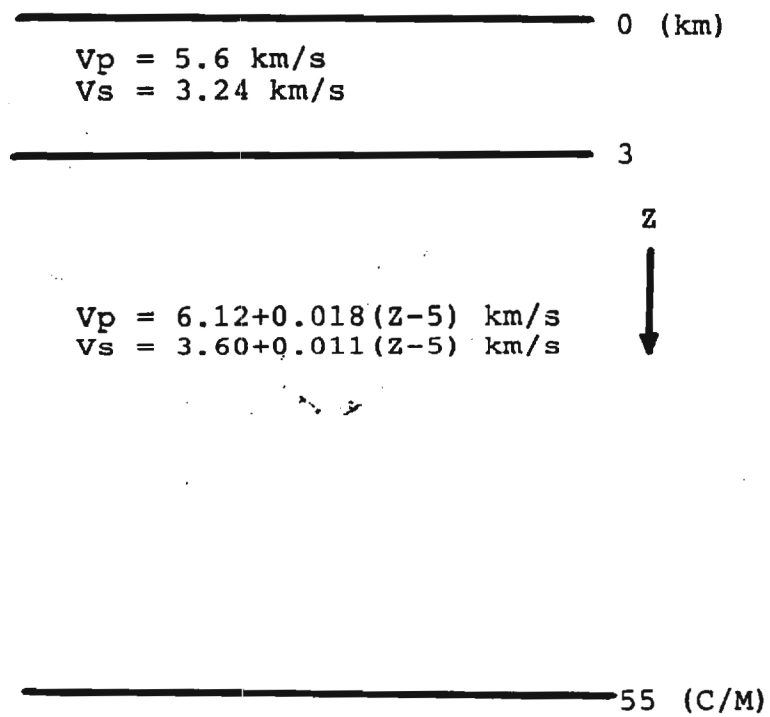 0 (km)
Vp = 5.6 km/s
Vs = 3.24 km/s
3
Z
Vp = 6.12+0.018(Z-5) km/s
Vs = 3.60+0.011(Z-5) km/s
55 (C/M)